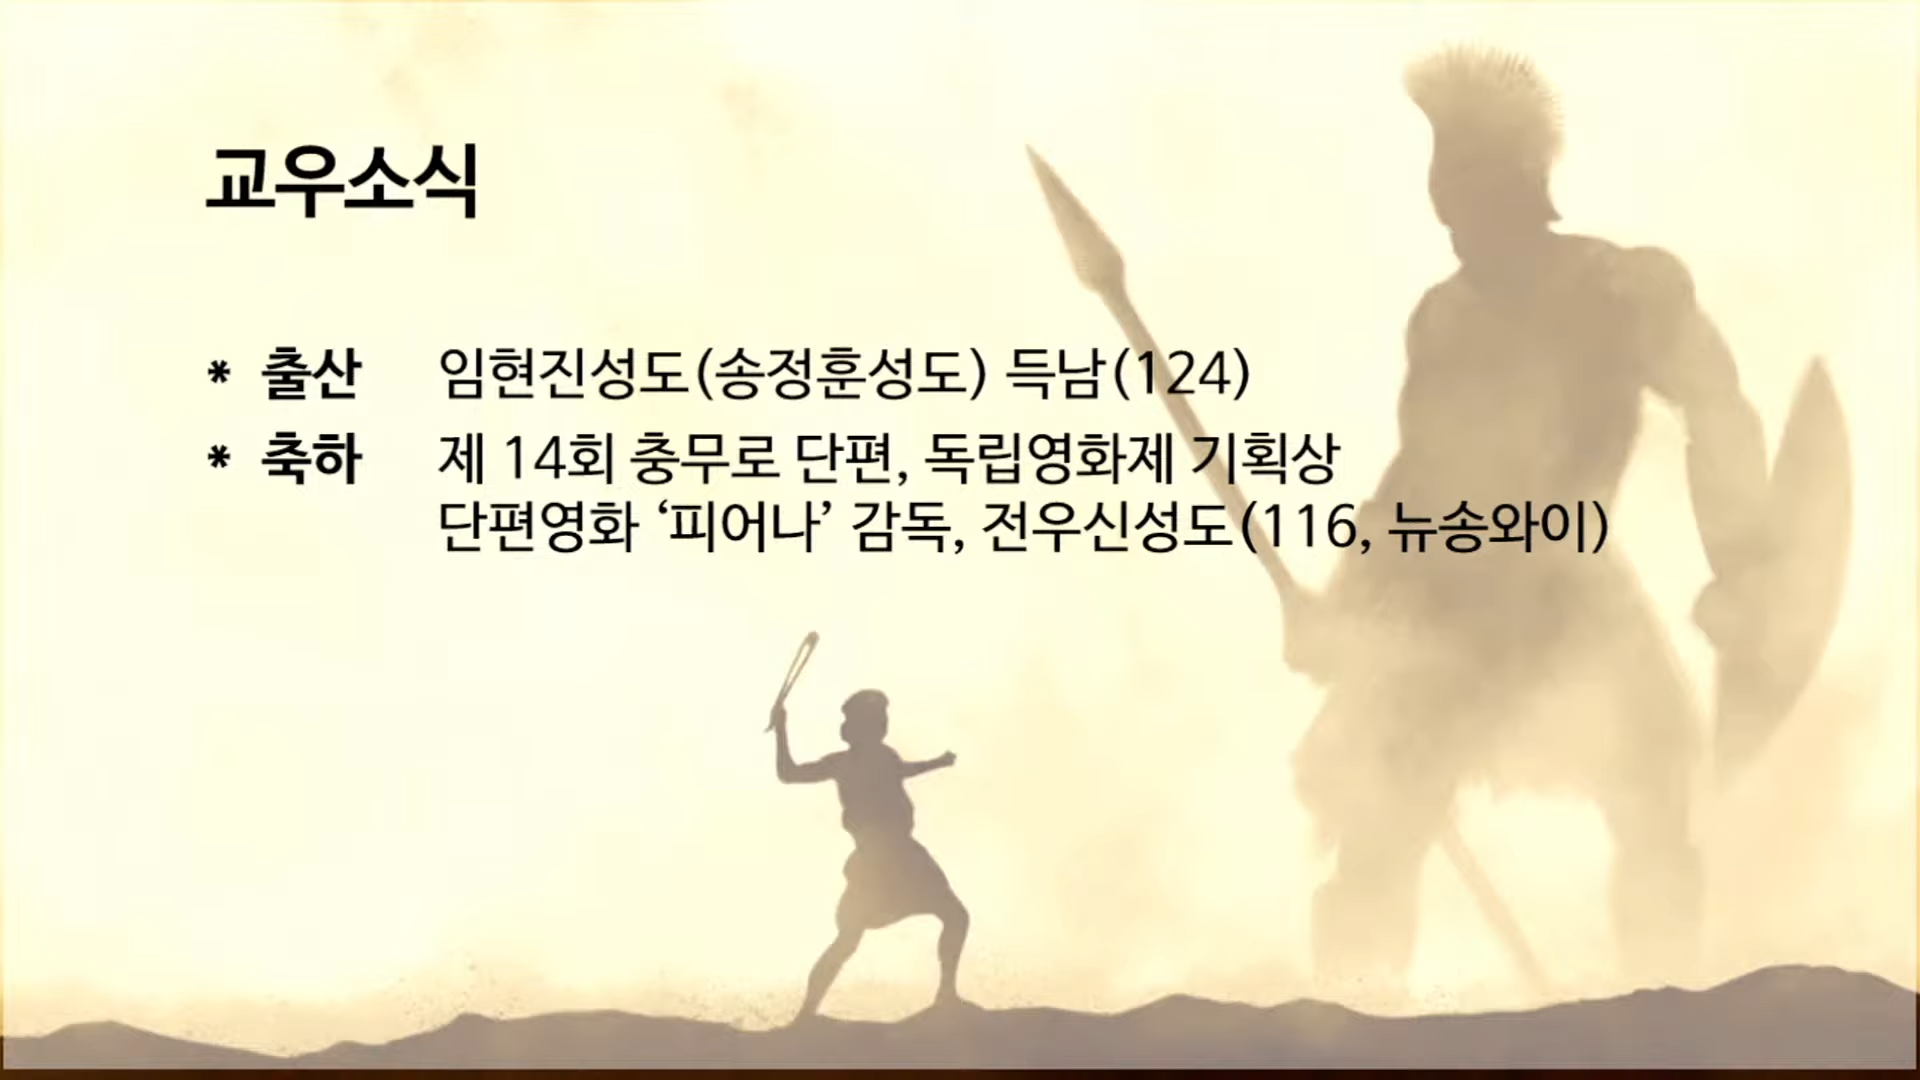 교우소식
* 출산 임현진성도(송정훈성도) 득남(124)
* 축하 제 14회 충무로 단편, 독립영화제 기획상
단편영화 ‘피어나’ 감독, 전우신성도(116, 뉴송와이)